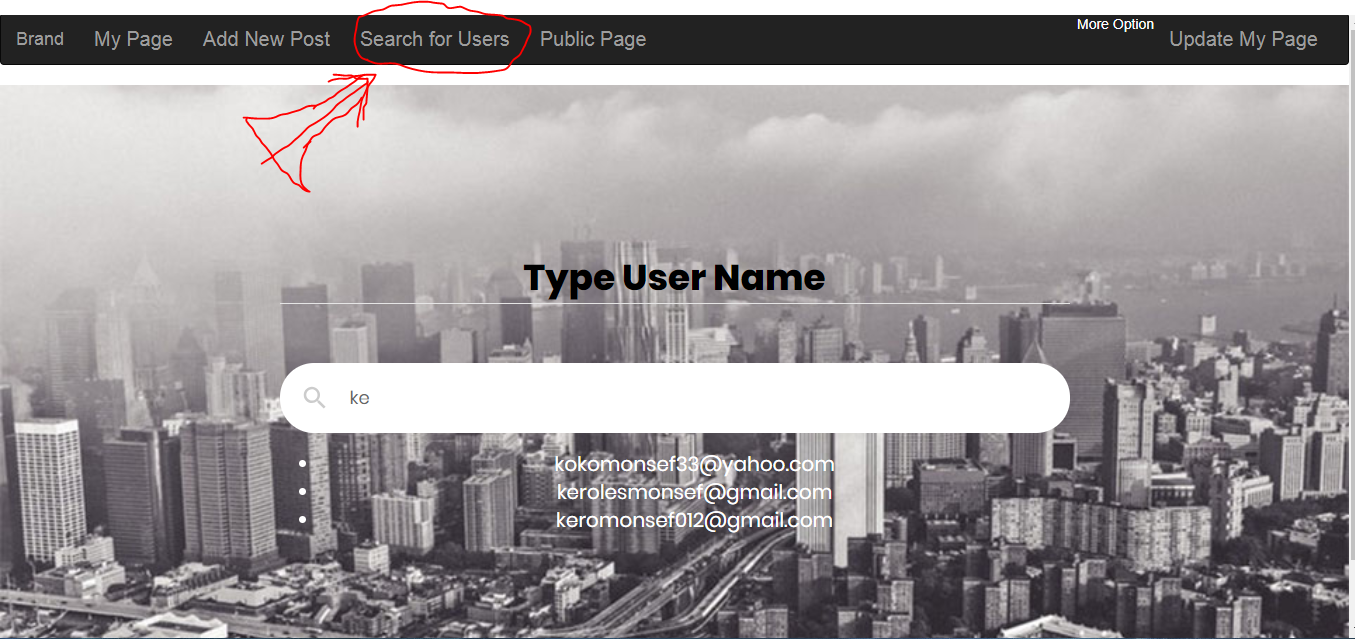 Brand My Page Add New Post Search for Users Public Page More Option Update My Page
Type User Name
ke
kokomonsef33@yahoo.com
kerolesmonsef@gmail.com
keromonsef012@gmail.com